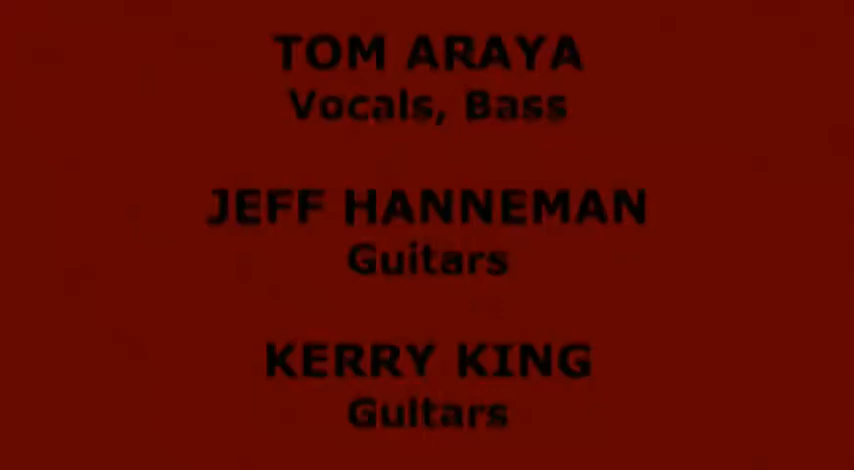 TOM ARAYA
Vocals, Bass
JEFF HANNEMAN
Guitars
KERRY KING
Guitars